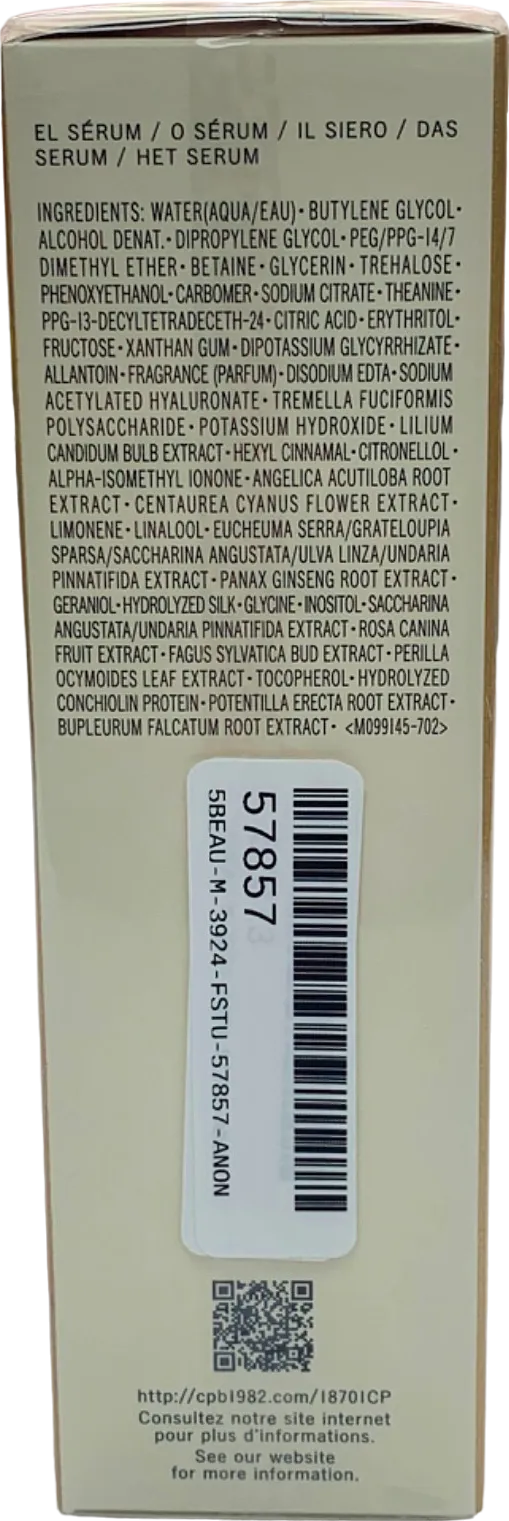 EL SÉRUM / O SÉRUM / IL SIERO / DAS
SERUM / HET SERUM
INGREDIENTS: WATER(AQUA/EAU)・BUTYLENE GLYCOL・
ALCOHOL DENAT.・DIPROPYLENE GLYCOL・PEG/PPG-14/7
DIMETHYL ETHER・BETAINE・GLYCERIN・TREHALOSE・
PHENOXYETHANOL・CARBOMER・SODIUM CITRATE・THEANINE・
PPG-13-DECYLTETRADECETH-24・CITRIC ACID・ERYTHRITOL・
FRUCTOSE・XANTHAN GUM・DIPOTASSIUM GLYCYRRHIZATE・
ALLANTOIN・FRAGRANCE (PARFUM)・DISODIUM EDTA・SODIUM
ACETYLATED HYALURONATE・TREMELLA FUCIFORMIS
POLYSACCHARIDE・POTASSIUM HYDROXIDE・LILIUM
CANDIDUM BULB EXTRACT・HEXYL CINNAMAL・CITRONELLOL・
ALPHA-ISOMETHYL IONONE・ANGELICA ACUTILOBA ROOT
EXTRACT・CENTAUREA CYANUS FLOWER EXTRACT・
LIMONENE・LINALOOL・EUCHEUMA SERRA/GRATELOUPIA
SPARSA/SACCHARINA ANGUSTATA/ULVA LINZA/UNDARIA
PINNATIFIDA EXTRACT・PANAX GINSENG ROOT EXTRACT・
GERANIOL・HYDROLYZED SILK・GLYCINE・INOSITOL・SACCHARINA
ANGUSTATA/UNDARIA PINNATIFIDA EXTRACT・ROSA CANINA
FRUIT EXTRACT・FAGUS SYLVATICA BUD EXTRACT・PERILLA
OCYMOIDES LEAF EXTRACT・TOCOPHEROL・HYDROLYZED
CONCHIOLIN PROTEIN・POTENTILLA ERECTA ROOT EXTRACT・
BUPLEURUM FALCATUM ROOT EXTRACT・ <M099145-702>
57857
5BEAU-M-3924-FSTU-57857-ANON
http://cpb1982.com/18701CP
Consultez notre site internet
pour plus d'informations.
See our website
for more information.